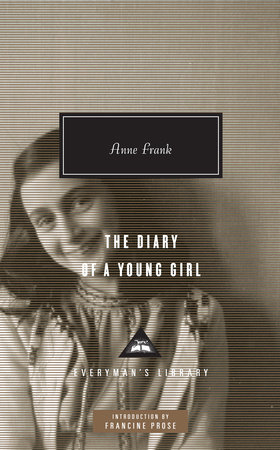 Anne Frank
THE DIARY
OF A YOUNG GIRL
EVERYMAN'S LIBRARY
INTRODUCTION BY
FRANCINE PROSE